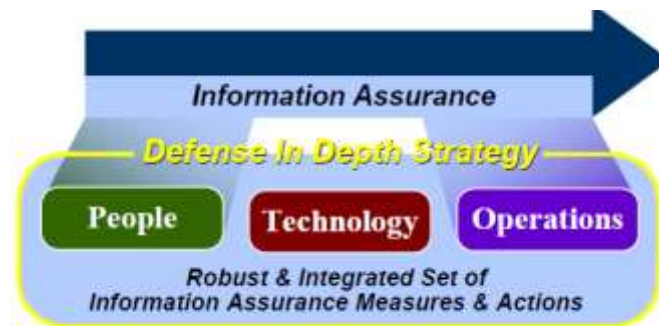 Information Assurance
Defense In Depth Strategy
People Technology Operations
Robust & Integrated Set of
Information Assurance Measures & Actions